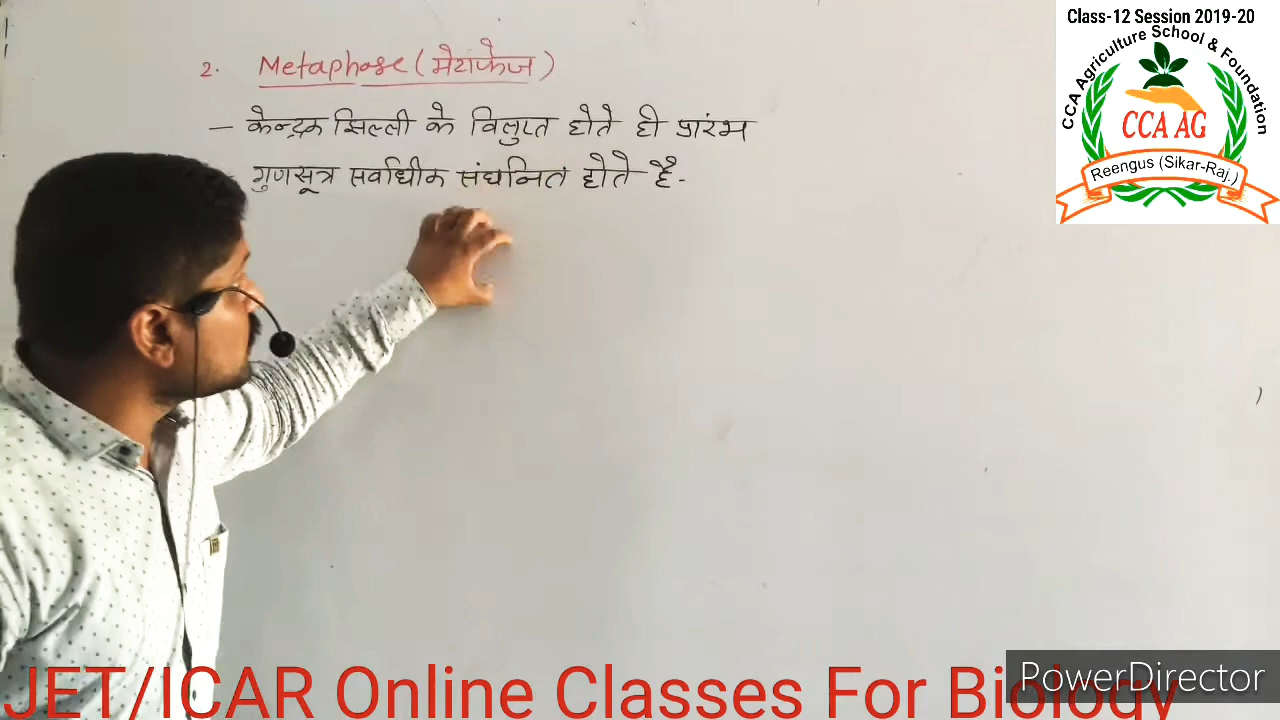 2. Metaphase (मेटाफेज)
– केन्द्रक झिल्ली के विलुप्त होते ही प्रारंभ
– गुणसूत्र सर्वाधीक संघनित होते है.
Class-12 Session 2019-20
CCA Agriculture School & Foundation
CCA AG
Reengus (Sikar-Raj.)
JET/ICAR Online Classes For Biology
PowerDirector